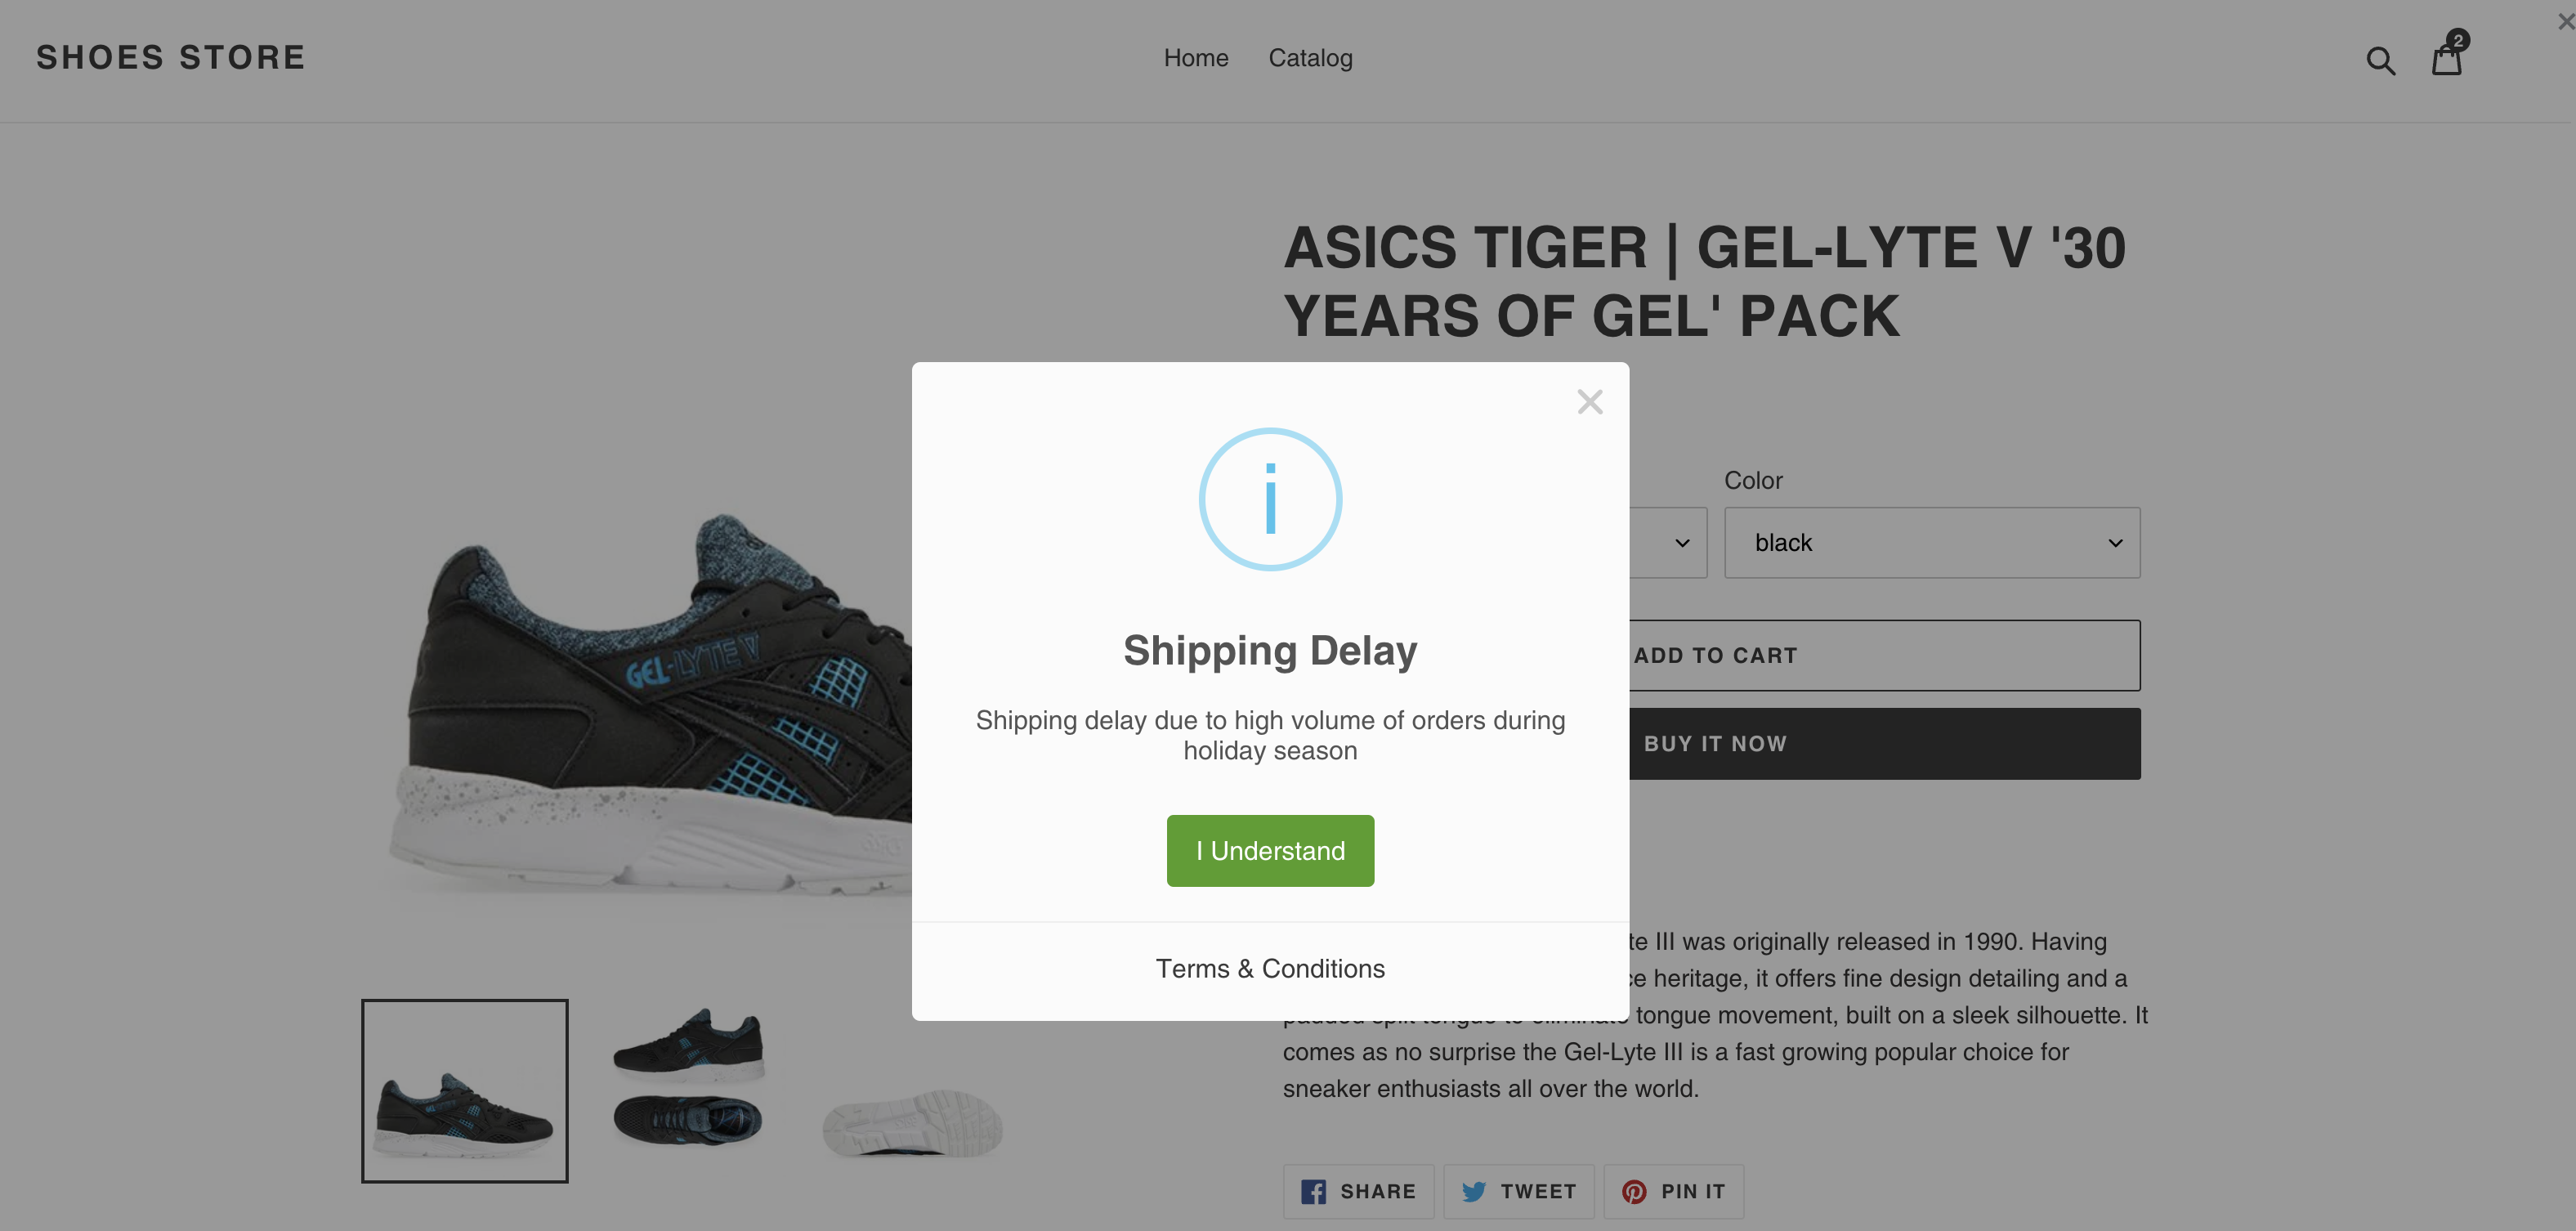 SHOES STORE
Home
Catalog
2
ASICS TIGER | GEL-LYTE V '30
YEARS OF GEL' PACK
Color
black
ADD TO CART
BUY IT NOW
GEL-LYTE V
i
Shipping Delay
Shipping delay due to high volume of orders during
holiday season
I Understand
Terms & Conditions
III was originally released in 1990. Having
heritage, it offers fine design detailing and a
tongue movement, built on a sleek silhouette. It
comes as no surprise the Gel-Lyte III is a fast growing popular choice for
sneaker enthusiasts all over the world.
SHARE
TWEET
PIN IT